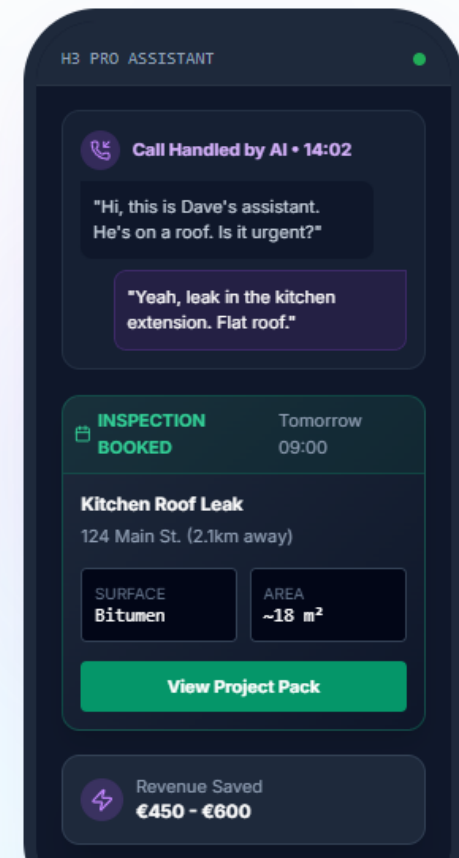 H3 PRO ASSISTANT
Call Handled by AI • 14:02
"Hi, this is Dave's assistant.
He's on a roof. Is it urgent?"
"Yeah, leak in the kitchen
extension. Flat roof."
INSPECTION
BOOKED
Tomorrow
09:00
Kitchen Roof Leak
124 Main St. (2.1km away)
SURFACE
Bitumen
AREA
~18 m²
View Project Pack
Revenue Saved
€450 - €600